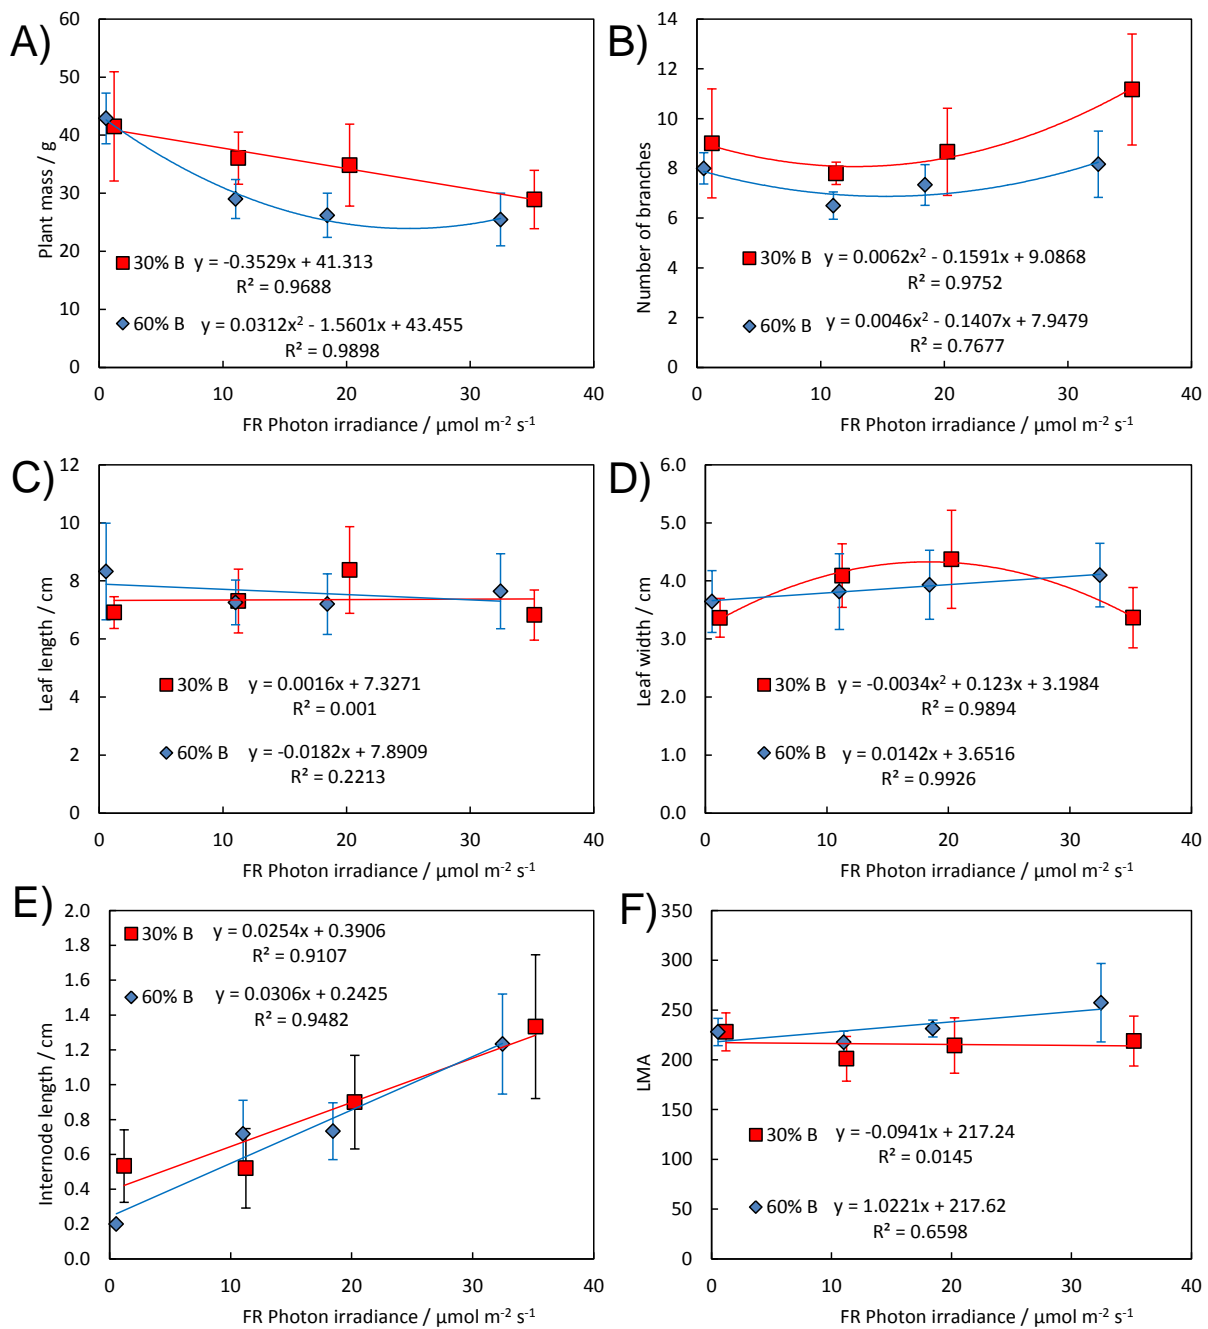 A)
60
50
40
30
20
10
0
Plant mass / g
30% B y = -0.3529x + 41.313
R² = 0.9688
60% B y = 0.0312x² - 1.5601x + 43.455
R² = 0.9898
0 10 20 30 40
FR Photon irradiance / µmol m⁻² s⁻¹
B)
14
12
10
8
6
4
2
0
Number of branches
30% B y = 0.0062x² - 0.1591x + 9.0868
R² = 0.9752
60% B y = 0.0046x² - 0.1407x + 7.9479
R² = 0.7677
0 10 20 30 40
FR Photon irradiance / µmol m⁻² s⁻¹
C)
12
10
8
6
4
2
0
Leaf length / cm
30% B y = 0.0016x + 7.3271
R² = 0.001
60% B y = -0.0182x + 7.8909
R² = 0.2213
0 10 20 30 40
FR Photon irradiance / µmol m⁻² s⁻¹
D)
6.0
5.0
4.0
3.0
2.0
1.0
0.0
Leaf width / cm
30% B y = -0.0034x² + 0.123x + 3.1984
R² = 0.9894
60% B y = 0.0142x + 3.6516
R² = 0.9926
0 10 20 30 40
FR Photon irradiance / µmol m⁻² s⁻¹
E)
2.0
1.8
1.6
1.4
1.2
1.0
0.8
0.6
0.4
0.2
0.0
Internode length / cm
30% B y = 0.0254x + 0.3906
R² = 0.9107
60% B y = 0.0306x + 0.2425
R² = 0.9482
0 10 20 30 40
FR Photon irradiance / µmol m⁻² s⁻¹
F)
350
300
250
200
150
100
50
0
LMA
30% B y = -0.0941x + 217.24
R² = 0.0145
60% B y = 1.0221x + 217.62
R² = 0.6598
0 10 20 30 40
FR Photon irradiance / µmol m⁻² s⁻¹